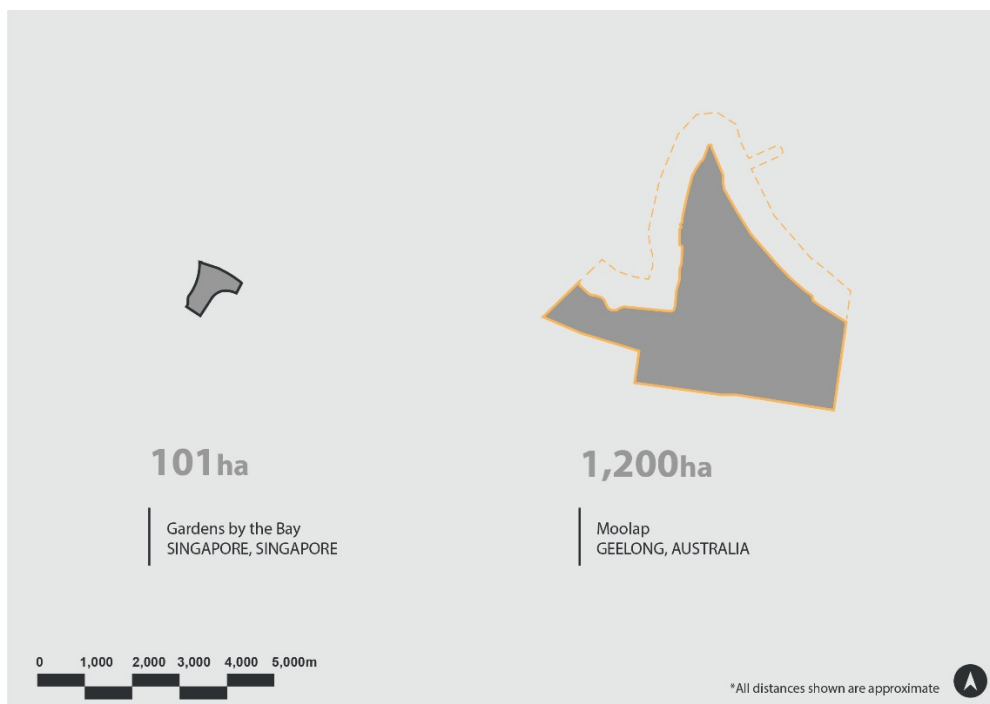 101ha
Gardens by the Bay
SINGAPORE, SINGAPORE
1,200ha
Moolap
GEELONG, AUSTRALIA
0 1,000 2,000 3,000 4,000 5,000m
*All distances shown are approximate